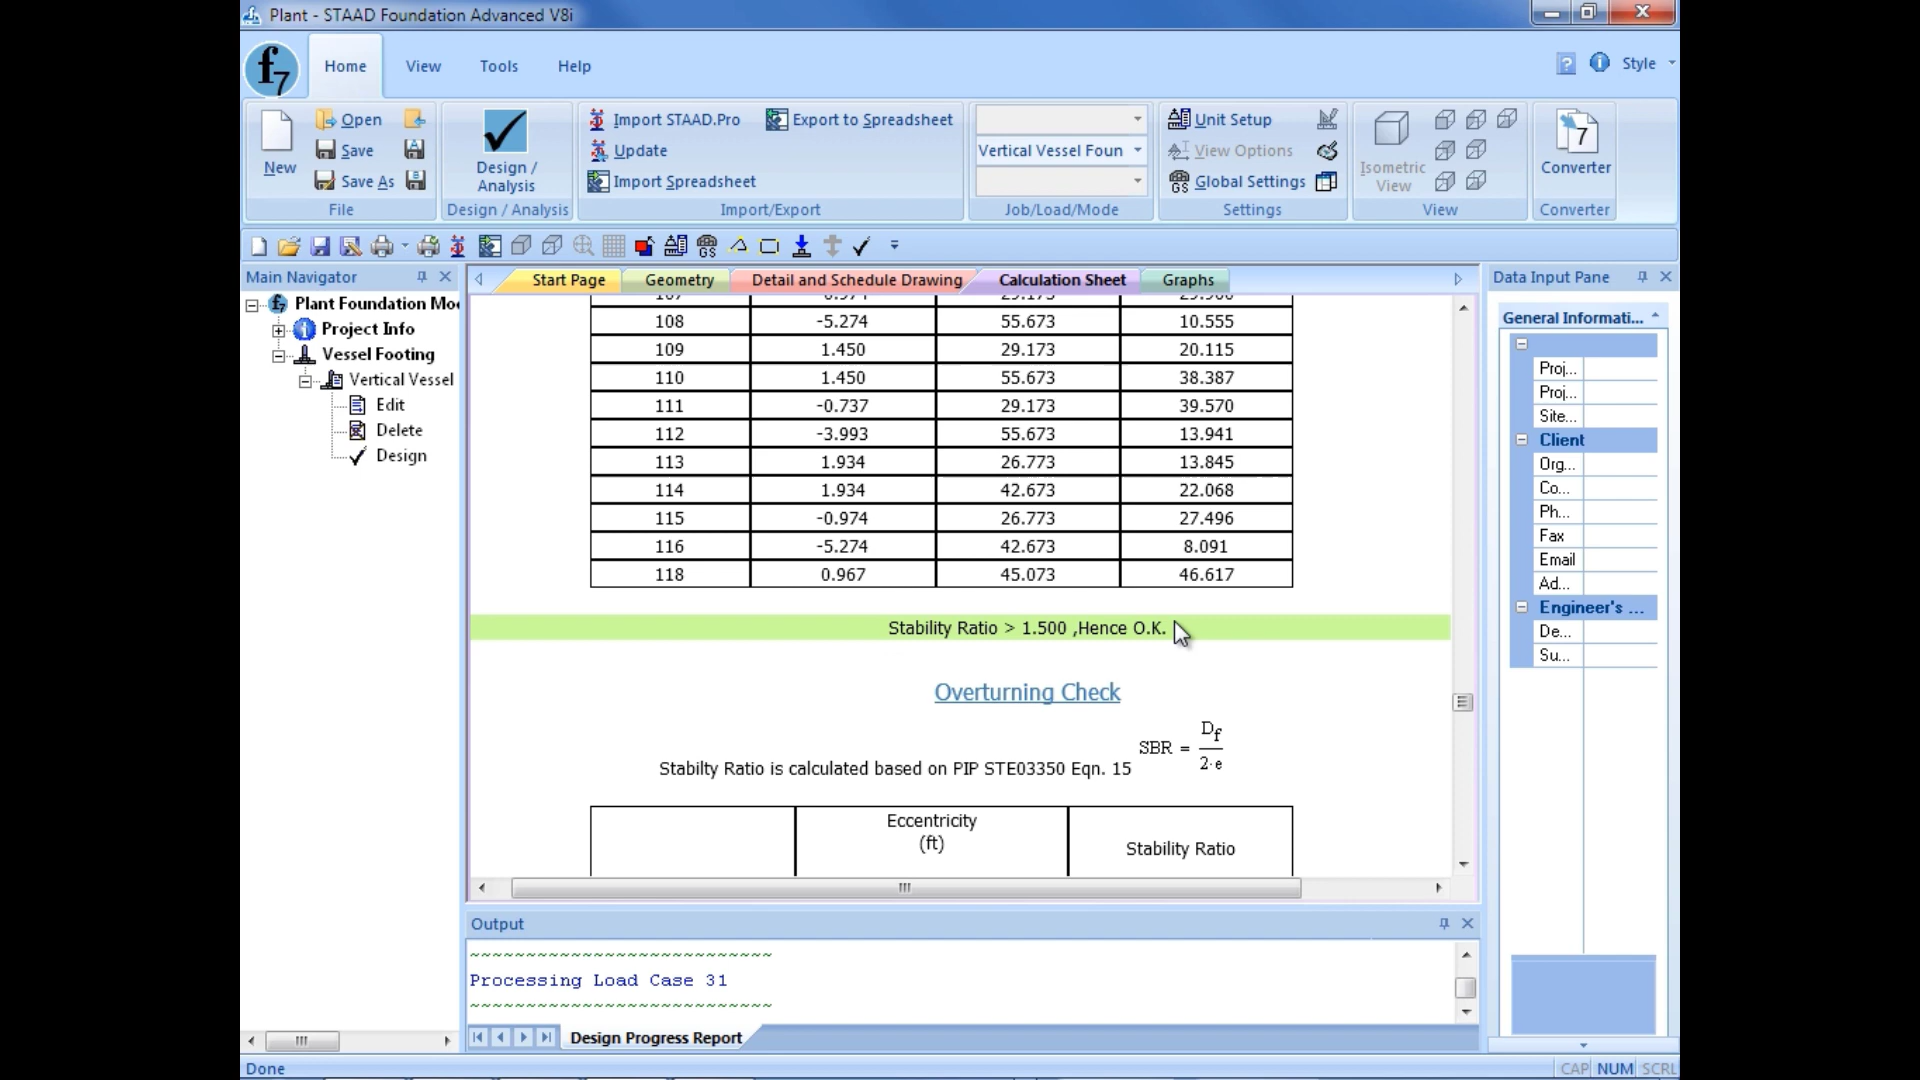 Plant - STAAD Foundation Advanced V8i
Home View Tools Help
Style
New
Open
Save
Save As
File
Design / Analysis
Design / Analysis
Import STAAD.Pro
Update
Import Spreadsheet
Export to Spreadsheet
Import/Export
Vertical Vessel Foun
Job/Load/Mode
Unit Setup
View Options
Global Settings
Settings
Isometric View
View
7
Converter
Converter
Main Navigator
Plant Foundation Mo
Project Info
Vessel Footing
Vertical Vessel
Edit
Delete
Design
Start Page Geometry Detail and Schedule Drawing Calculation Sheet Graphs
108 -5.274 55.673 10.555
109 1.450 29.173 20.115
110 1.450 55.673 38.387
111 -0.737 29.173 39.570
112 -3.993 55.673 13.941
113 1.934 26.773 13.845
114 1.934 42.673 22.068
115 -0.974 26.773 27.496
116 -5.274 42.673 8.091
118 0.967 45.073 46.617
Stability Ratio > 1.500 ,Hence O.K.
Overturning Check
Stabilty Ratio is calculated based on PIP STE03350 Eqn. 15 SBR = Df / 2·e
Eccentricity
(ft)
Stability Ratio
Output
Processing Load Case 31
Design Progress Report
Data Input Pane
General Informati...
Proj...
Proj...
Site...
Client
Org...
Co...
Ph...
Fax
Email
Ad...
Engineer's ...
De...
Su...
Done
CAP NUM SCRL